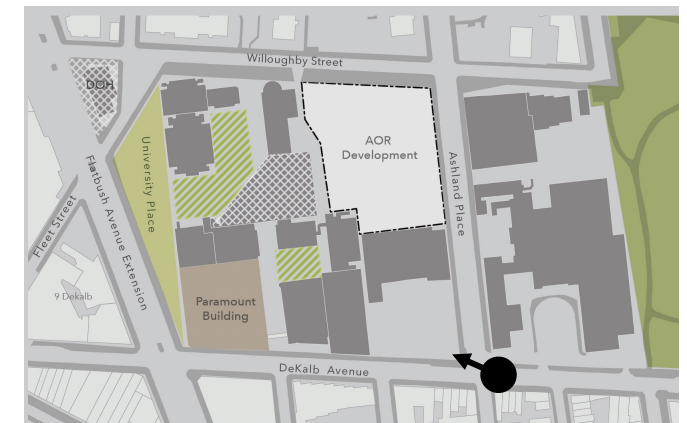 Willoughby Street
DOH
University Place
AOR
Development
Ashland Place
Flatbush Avenue Extension
Fleet Street
9 Dekalb
Paramount
Building
DeKalb Avenue